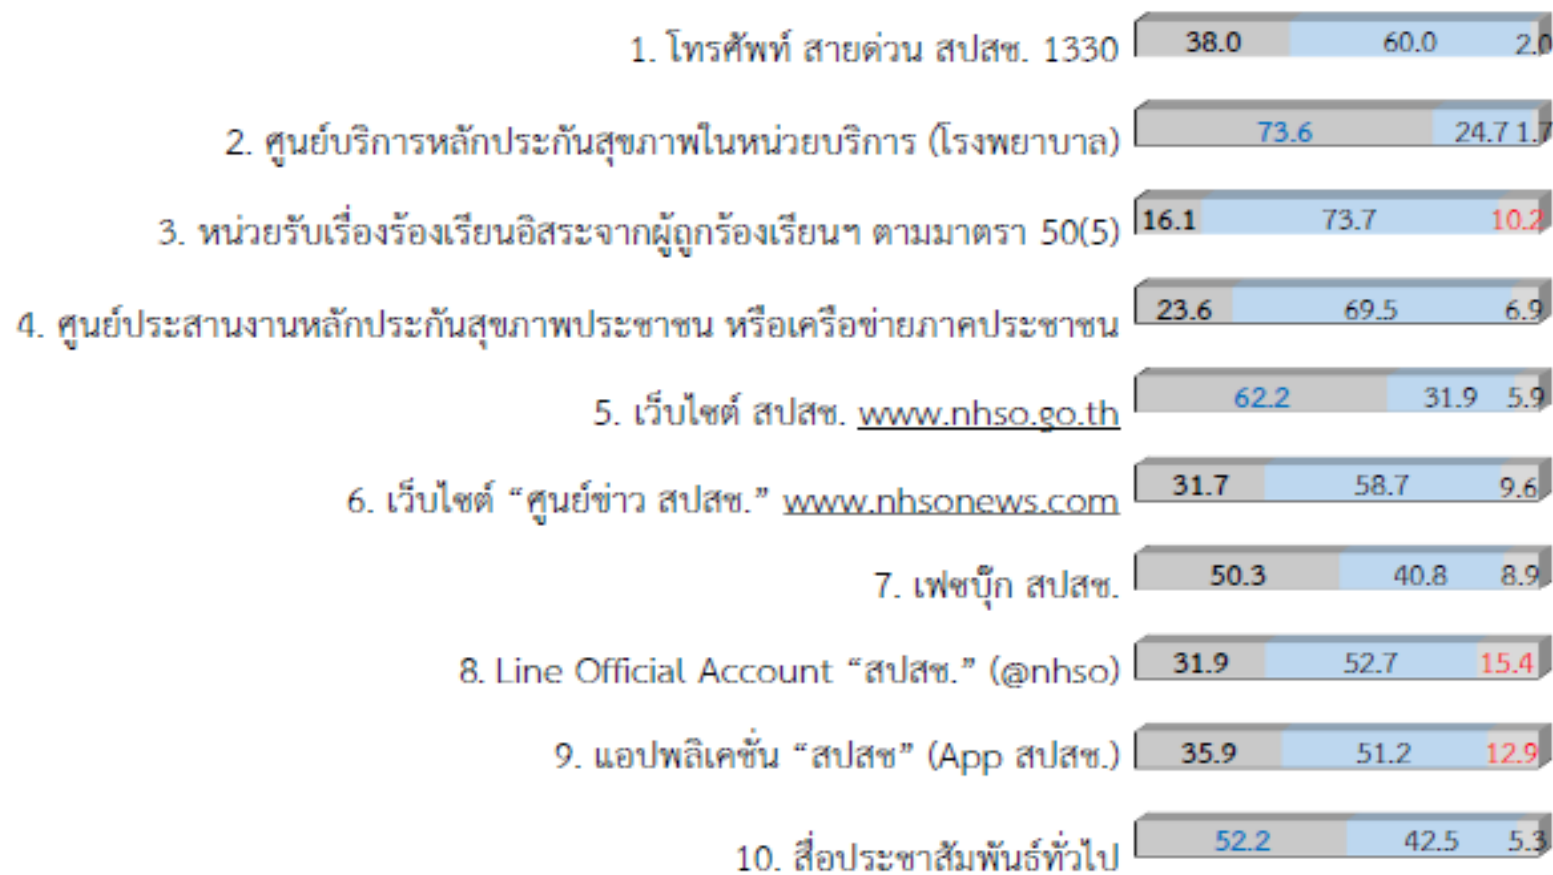 1. โทรศัพท์ สายด่วน สปสช. 1330 38.0 60.0 2.0
2. ศูนย์บริการหลักประกันสุขภาพในหน่วยบริการ (โรงพยาบาล) 73.6 24.7 1.7
3. หน่วยรับเรื่องร้องเรียนอิสระจากผู้ถูกร้องเรียนฯ ตามมาตรา 50(5) 16.1 73.7 10.2
4. ศูนย์ประสานงานหลักประกันสุขภาพประชาชน หรือเครือข่ายภาคประชาชน 23.6 69.5 6.9
5. เว็บไซต์ สปสช. www.nhso.go.th 62.2 31.9 5.9
6. เว็บไซต์ “ศูนย์ข่าว สปสช.” www.nhsonews.com 31.7 58.7 9.6
7. เฟซบุ๊ก สปสช. 50.3 40.8 8.9
8. Line Official Account “สปสช.” (@nhso) 31.9 52.7 15.4
9. แอปพลิเคชั่น “สปสช” (App สปสช.) 35.9 51.2 12.9
10. สื่อประชาสัมพันธ์ทั่วไป 52.2 42.5 5.3